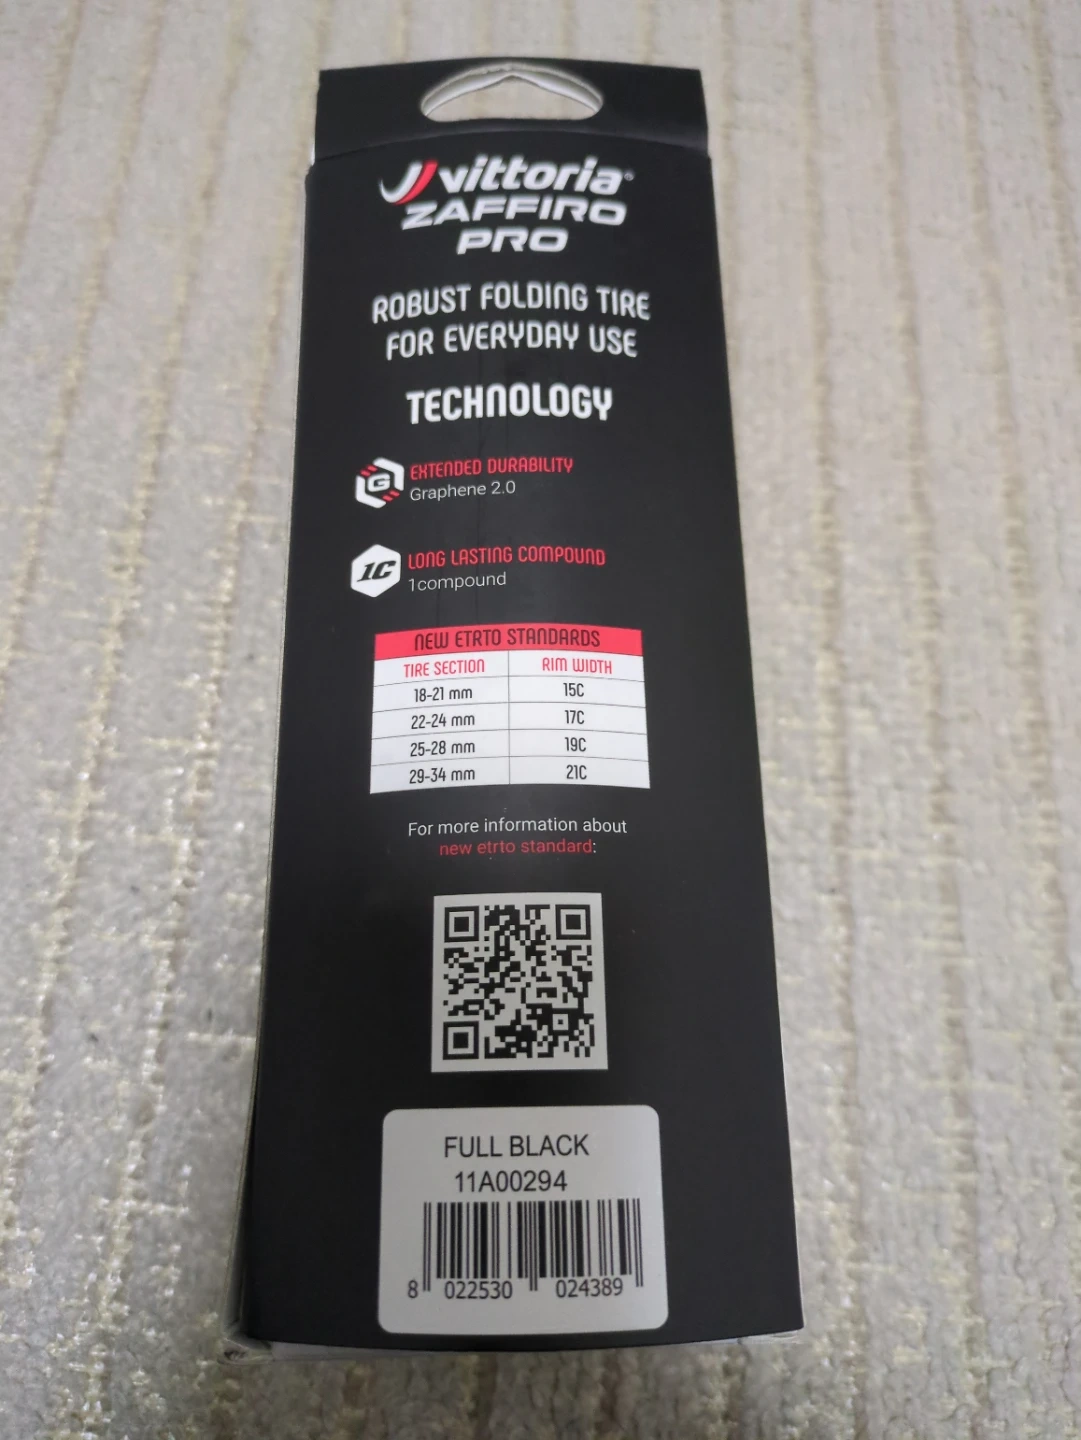 vittoria®
ZAFFIRO
PRO
ROBUST FOLDING TIRE
FOR EVERYDAY USE
TECHNOLOGY
G
EXTENDED DURABILITY
Graphene 2.0
1C
LONG LASTING COMPOUND
1compound
NEW ETRTO STANDARDS
TIRE SECTION RIM WIDTH
18-21 mm 15C
22-24 mm 17C
25-28 mm 19C
29-34 mm 21C
For more information about
new etrto standard:
FULL BLACK
11A00294
8 022530 024389